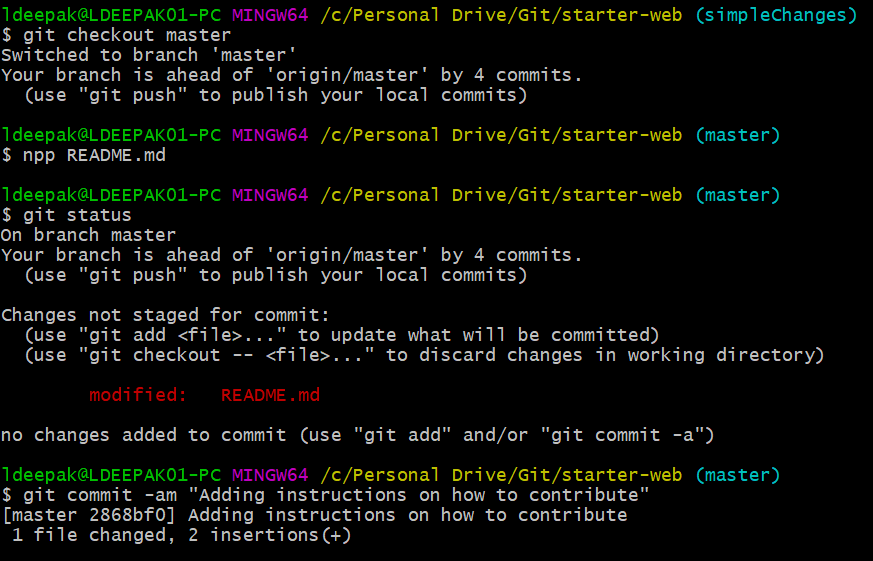 ldeepak@LDEEPAK01-PC MINGW64 /c/Personal Drive/Git/starter-web (simpleChanges)
$ git checkout master
Switched to branch 'master'
Your branch is ahead of 'origin/master' by 4 commits.
  (use "git push" to publish your local commits)

ldeepak@LDEEPAK01-PC MINGW64 /c/Personal Drive/Git/starter-web (master)
$ npp README.md

ldeepak@LDEEPAK01-PC MINGW64 /c/Personal Drive/Git/starter-web (master)
$ git status
On branch master
Your branch is ahead of 'origin/master' by 4 commits.
  (use "git push" to publish your local commits)

Changes not staged for commit:
  (use "git add <file>..." to update what will be committed)
  (use "git checkout -- <file>..." to discard changes in working directory)

        modified:   README.md

no changes added to commit (use "git add" and/or "git commit -a")

ldeepak@LDEEPAK01-PC MINGW64 /c/Personal Drive/Git/starter-web (master)
$ git commit -am "Adding instructions on how to contribute"
[master 2868bf0] Adding instructions on how to contribute
 1 file changed, 2 insertions(+)